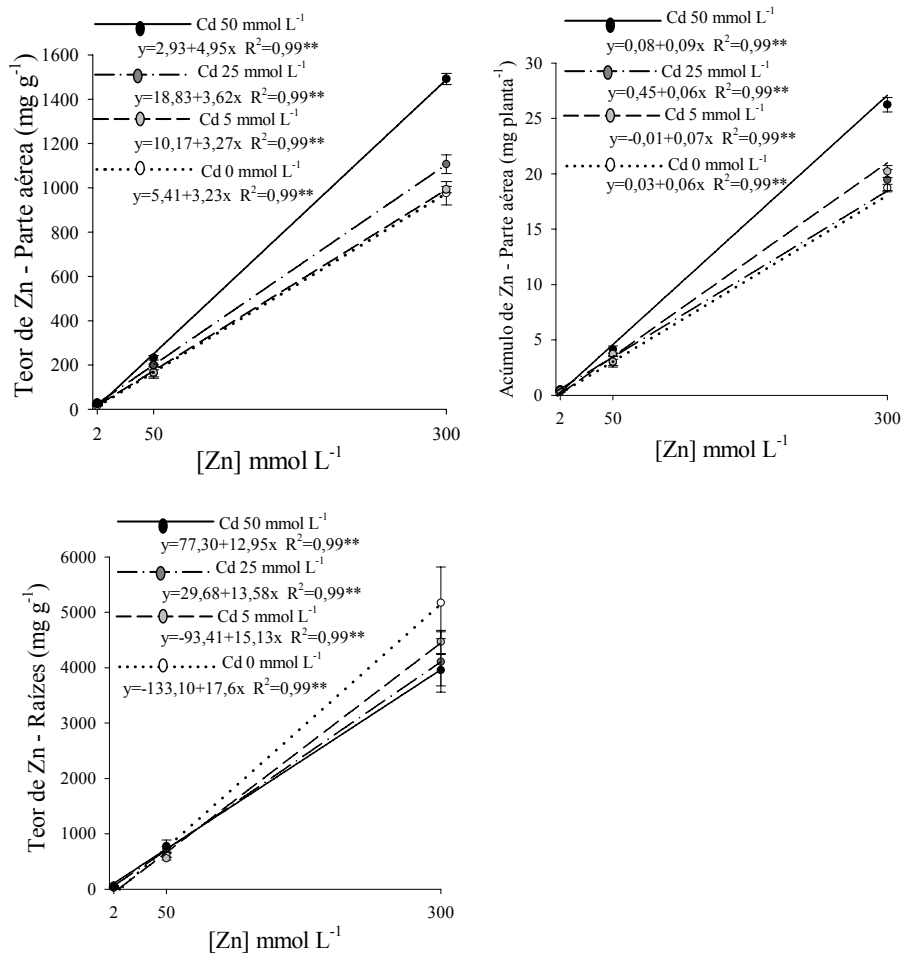 Cd 50 mmol L⁻¹
y=2,93+4,95x R²=0,99**
Cd 25 mmol L⁻¹
y=18,83+3,62x R²=0,99**
Cd 5 mmol L⁻¹
y=10,17+3,27x R²=0,99**
Cd 0 mmol L⁻¹
y=5,41+3,23x R²=0,99**
Teor de Zn - Parte aérea (mg g⁻¹)
1600
1400
1200
1000
800
600
400
200
0
2 50 300
[Zn] mmol L⁻¹
Cd 50 mmol L⁻¹
y=0,08+0,09x R²=0,99**
Cd 25 mmol L⁻¹
y=0,45+0,06x R²=0,99**
Cd 5 mmol L⁻¹
y=-0,01+0,07x R²=0,99**
Cd 0 mmol L⁻¹
y=0,03+0,06x R²=0,99**
Acúmulo de Zn - Parte aérea (mg planta⁻¹)
30
25
20
15
10
5
0
2 50 300
[Zn] mmol L⁻¹
Cd 50 mmol L⁻¹
y=77,30+12,95x R²=0,99**
Cd 25 mmol L⁻¹
y=29,68+13,58x R²=0,99**
Cd 5 mmol L⁻¹
y=-93,41+15,13x R²=0,99**
Cd 0 mmol L⁻¹
y=-133,10+17,6x R²=0,99**
Teor de Zn - Raízes (mg g⁻¹)
6000
5000
4000
3000
2000
1000
0
2 50 300
[Zn] mmol L⁻¹